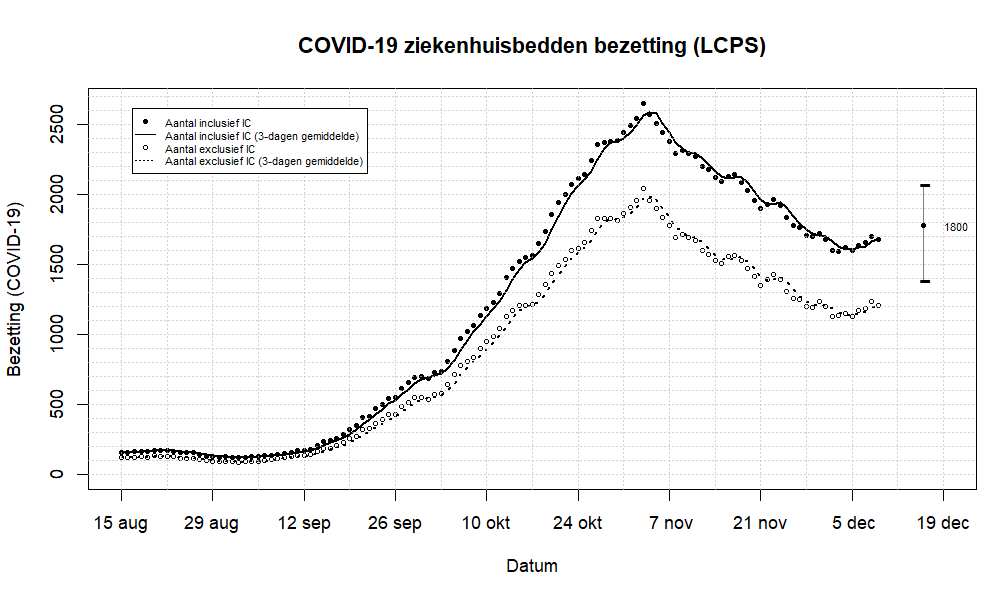 COVID-19 ziekenhuisbedden bezetting (LCPS)
Aantal inclusief IC
Aantal inclusief IC (3-dagen gemiddelde)
Aantal exclusief IC
Aantal exclusief IC (3-dagen gemiddelde)
Bezetting (COVID-19)
2500
2000
1500
1000
500
0
1800
15 aug 29 aug 12 sep 26 sep 10 okt 24 okt 7 nov 21 nov 5 dec 19 dec
Datum